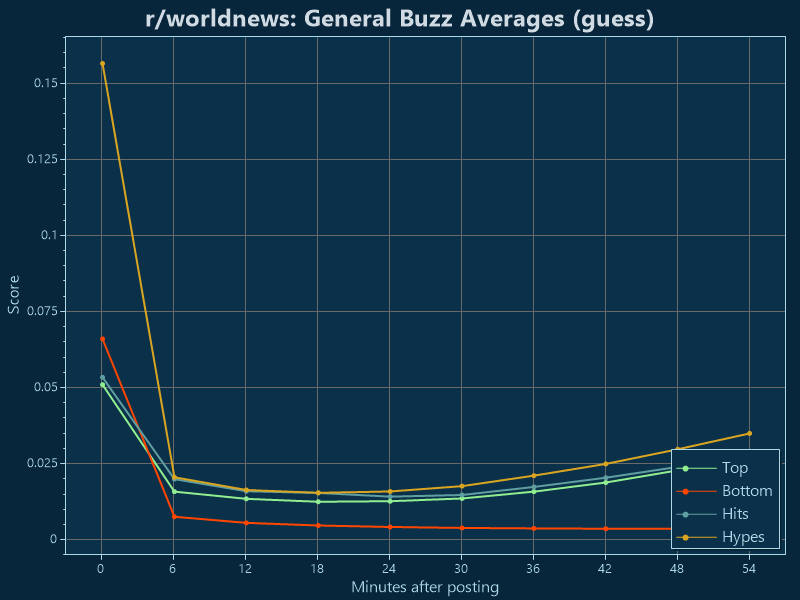 r/worldnews: General Buzz Averages (guess)
0.15
0.125
0.1
0.075
0.05
0.025
0
Score
Top
Bottom
Hits
Hypes
0 6 12 18 24 30 36 42 48 54
Minutes after posting